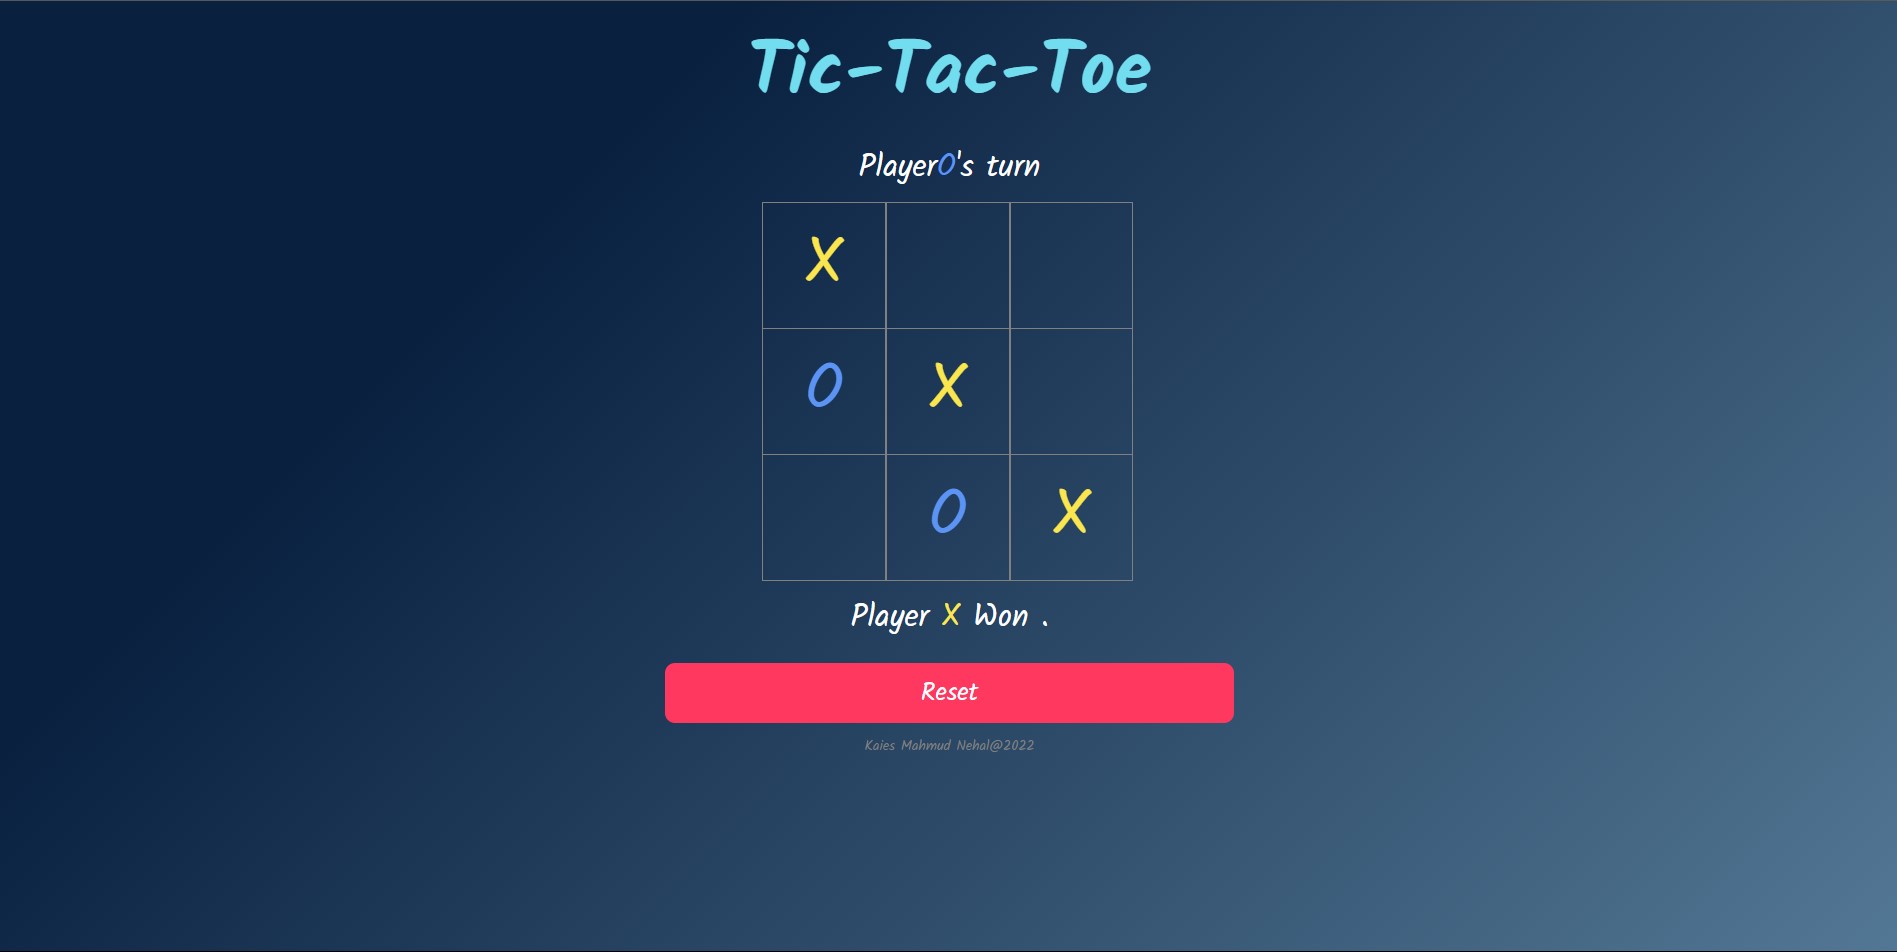 Tic-Tac-Toe
PlayerO's turn
X
O X
O X
Player X Won .
Reset
Kaies Mahmud Nehal@2022